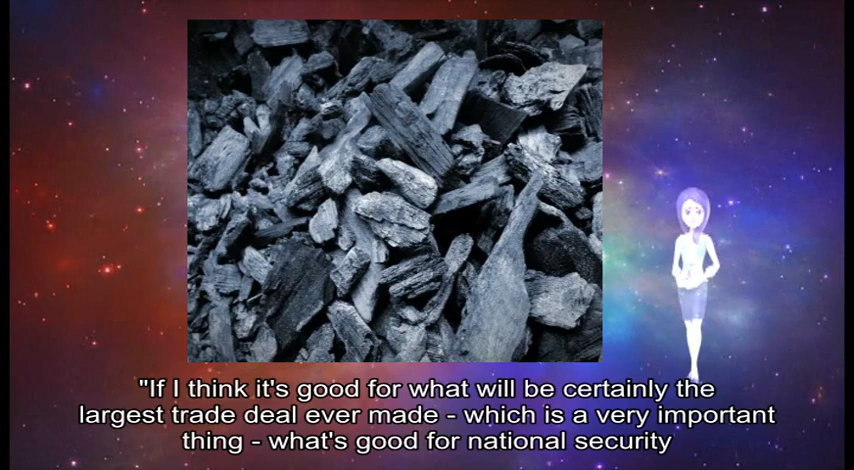 "If I think it's good for what will be certainly the
largest trade deal ever made - which is a very important
thing - what's good for national security